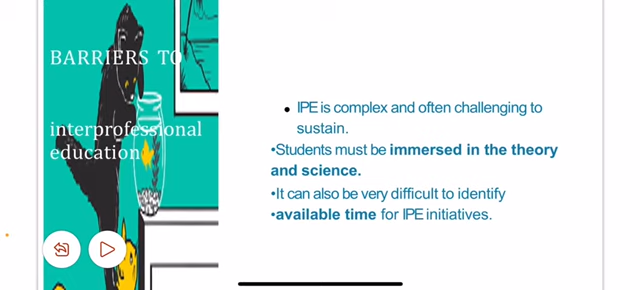 BARRIERS TO
interprofessional
education
• IPE is complex and often challenging to
sustain.
•Students must be immersed in the theory
and science.
•It can also be very difficult to identify
•available time for IPE initiatives.